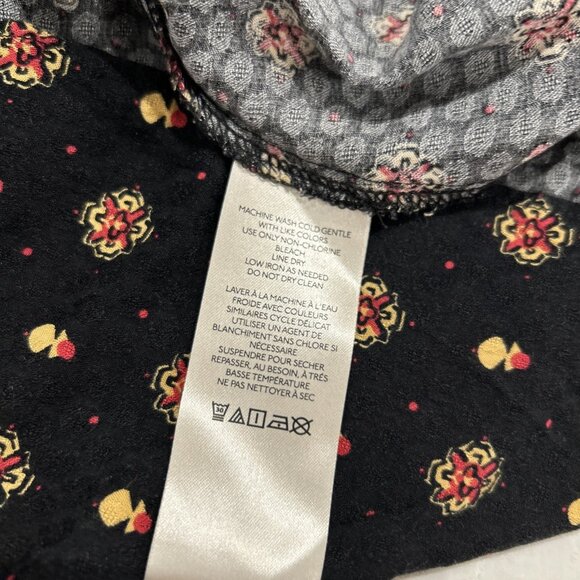 MACHINE WASH COLD GENTLE
WITH LIKE COLORS
USE ONLY NON-CHLORINE
BLEACH
LINE DRY
LOW IRON AS NEEDED
DO NOT DRY CLEAN
LAVER À LA MACHINE À L'EAU
FROIDE AVEC COULEURS
SIMILAIRES CYCLE DÉLICAT
UTILISER UN AGENT DE
BLANCHIMENT SANS CHLORE SI
NÉCESSAIRE
SUSPENDRE POUR SÉCHER
REPASSER, AU BESOIN, À TRÉS
BASSE TEMPÉRATURE
NE PAS NETTOYER À SEC
30